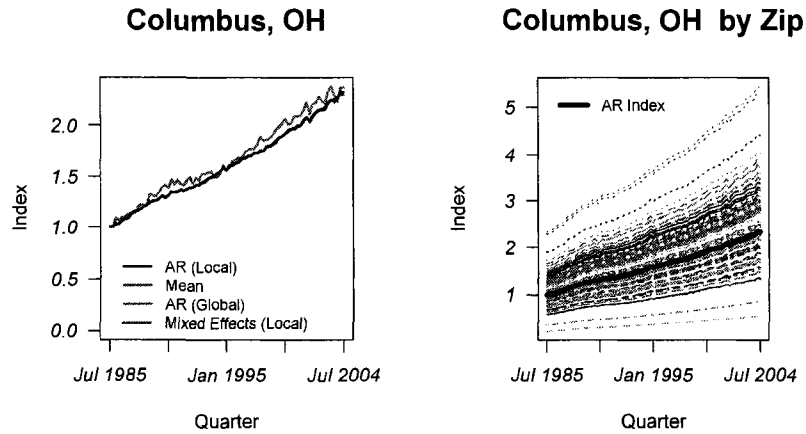 Columbus, OH
Index
2.0
1.5
1.0
0.5
0.0
AR (Local)
Mean
AR (Global)
Mixed Effects (Local)
Jul 1985 Jan 1995 Jul 2004
Quarter
Columbus, OH by Zip
Index
5
4
3
2
1
AR Index
Jul 1985 Jan 1995 Jul 2004
Quarter